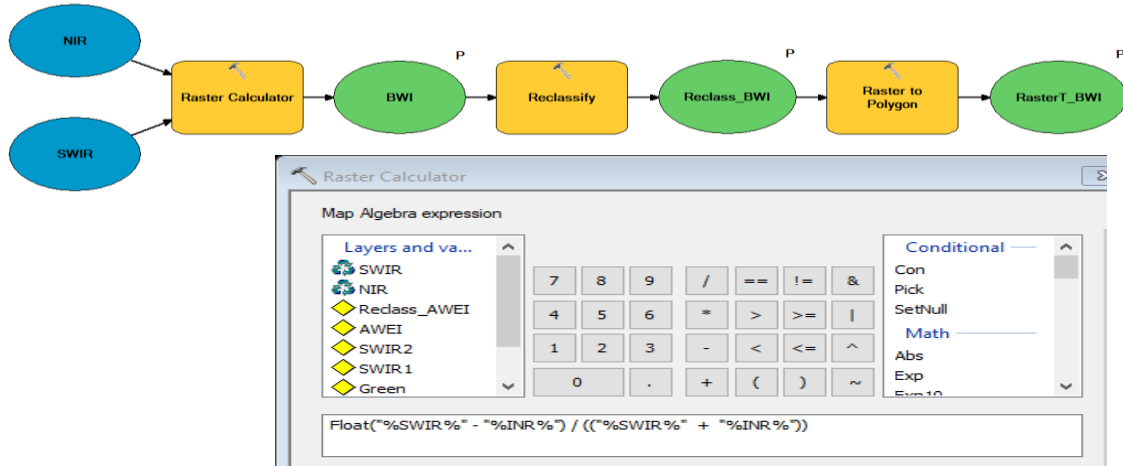 NIR
P
P
P
Raster Calculator
BWI
Reclassify
Reclass_BWI
Raster to
Polygon
RasterT_BWI
SWIR
Raster Calculator
Map Algebra expression
Layers and va...
SWIR
NIR
Reclass_AWEI
AWEI
SWIR2
SWIR1
Green
7 8 9 / == != &
4 5 6 * > >= |
1 2 3 - < <= ^
0 . + ( ) ~
Conditional
Con
Pick
SetNull
Math
Abs
Exp
Exp10
Float("%SWIR%" - "%INR%") / (("%SWIR%" + "%INR%"))